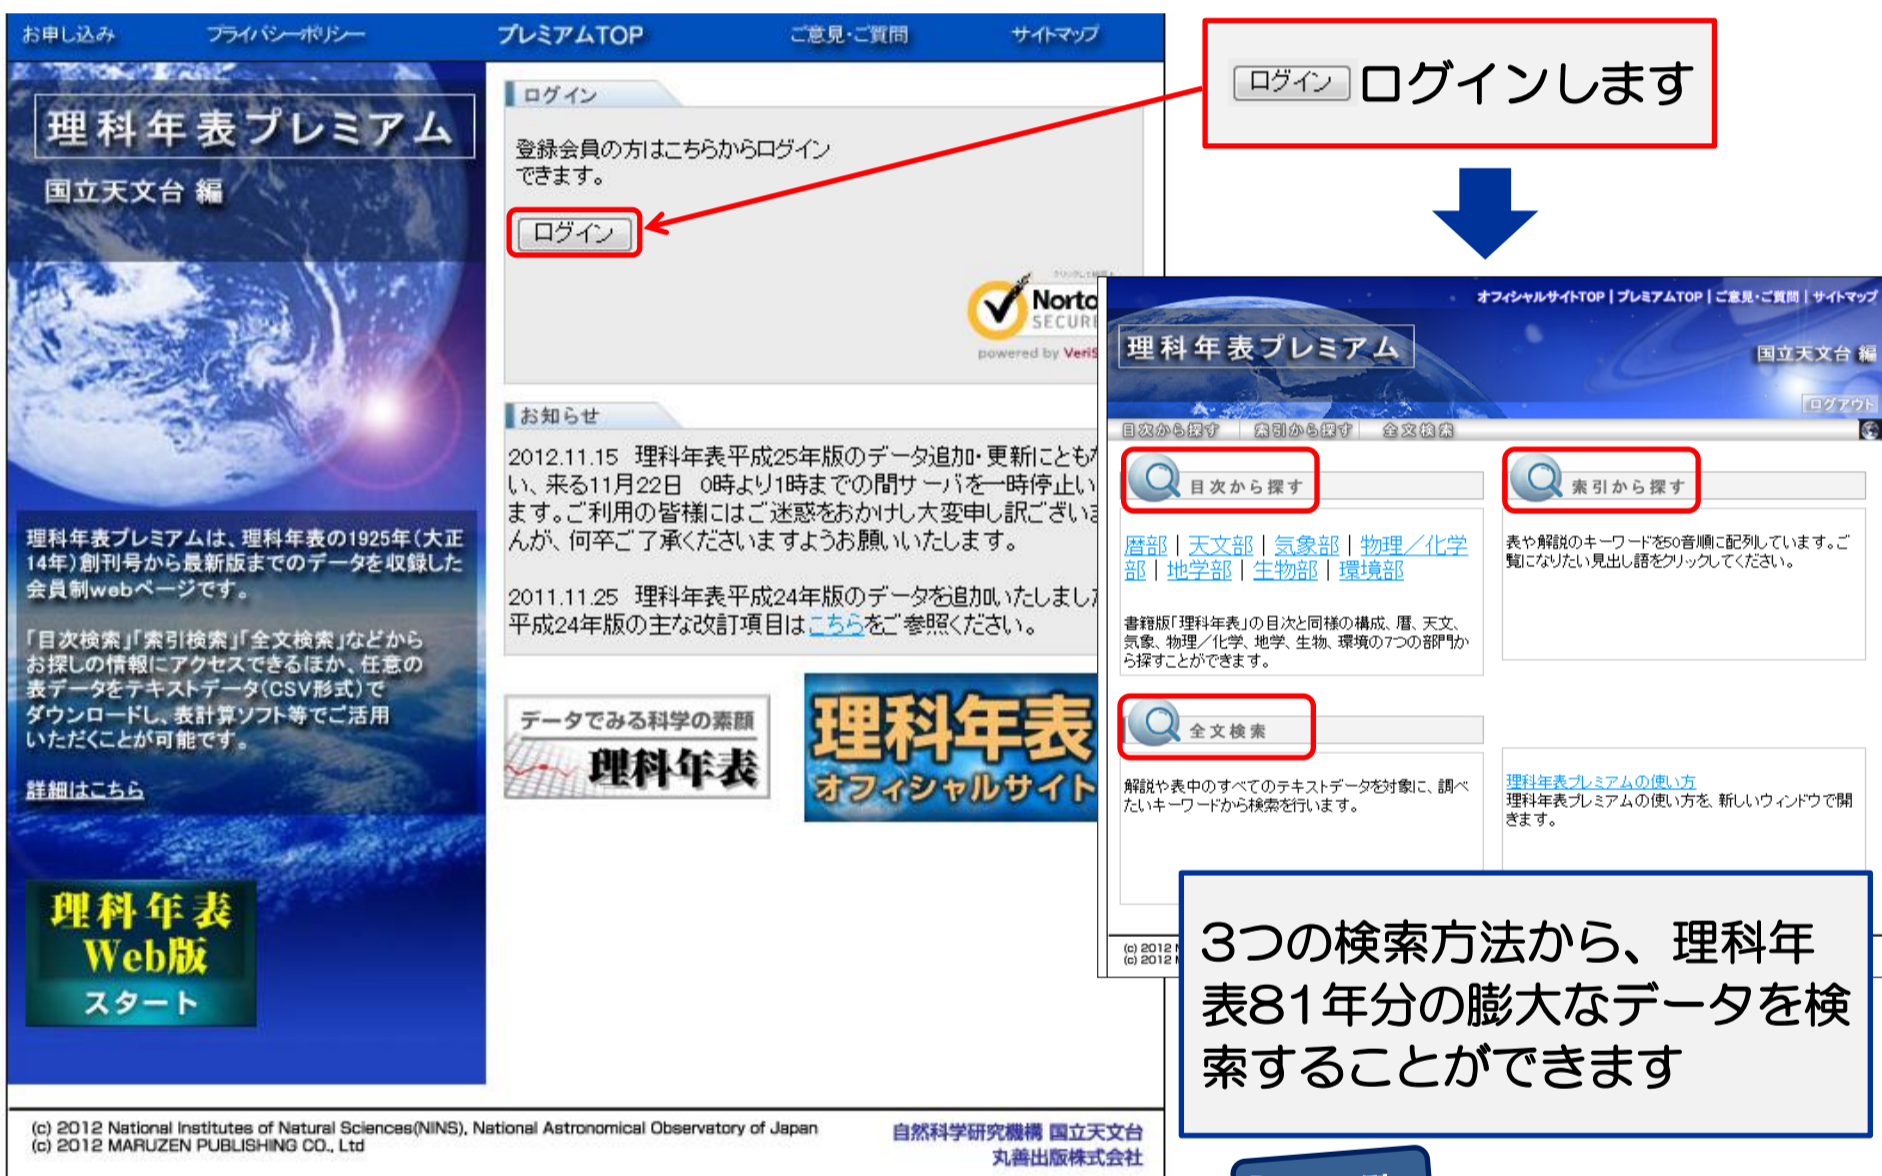 お申し込み
プライバシーポリシー
プレミアムTOP
ご意見・ご質問
サイトマップ
理科年表プレミアム
国立天文台 編
理科年表プレミアムは、理科年表の1925年(大正
14年)創刊号から最新版までのデータを収録した
会員制webページです。
「目次検索」「索引検索」「全文検索」などから
お探しの情報にアクセスできるほか、任意の
表データをテキストデータ(CSV形式)で
ダウンロードし、表計算ソフト等でご活用
いただくことが可能です。
詳細はこちら
理科年表
Web版
スタート
ログイン
登録会員の方はこちらからログイン
できます。
ログイン
Norto
SECURE
powered by VeriS
お知らせ
2012.11.15 理科年表平成25年版のデータ追加・更新にともな
い、来る11月22日 0時より1時までの間サーバを一時停止い
ます。ご利用の皆様にはご迷惑をおかけし大変申し訳ございま
んが、何卒ご了承くださいますようお願いいたします。
2011.11.25 理科年表平成24年版のデータを追加いたしました
平成24年版の主な改訂項目はこちらをご参照ください。
データでみる科学の素顔
理科年表
理科年表
オフィシャルサイト
(c) 2012 National Institutes of Natural Sciences(NINS), National Astronomical Observatory of Japan
(c) 2012 MARUZEN PUBLISHING CO., Ltd
自然科学研究機構 国立天文台
丸善出版株式会社
ログイン ログインします
オフィシャルサイトTOP | プレミアムTOP | ご意見・ご質問 | サイトマップ
理科年表プレミアム
国立天文台 編
ログアウト
目次から探す 索引から探す 全文検索
目次から探す
暦部 | 天文部 | 気象部 | 物理／化学
部 | 地学部 | 生物部 | 環境部
書籍版「理科年表」の目次と同様の構成、暦、天文、
気象、物理／化学、地学、生物、環境の7つの部門か
ら探すことができます。
索引から探す
表や解説のキーワードを50音順に配列しています。ご
覧になりたい見出し語をクリックしてください。
全文検索
解説や表中のすべてのテキストデータを対象に、調べ
たいキーワードから検索を行います。
理科年表プレミアムの使い方
理科年表プレミアムの使い方を、新しいウィンドウで開
きます。
(c) 2012
(c) 2012
3つの検索方法から、理科年
表81年分の膨大なデータを検
索することができます